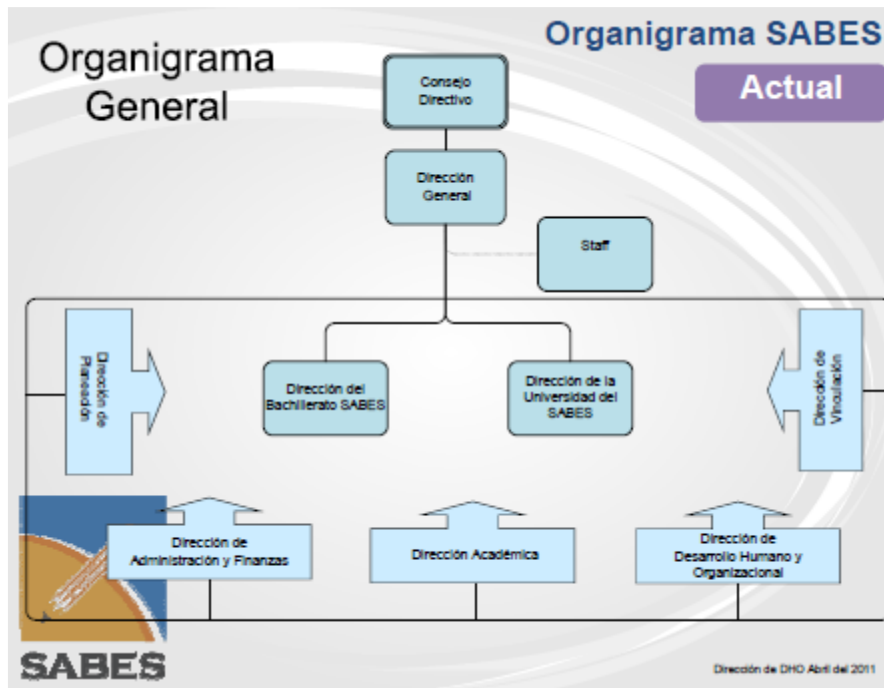 Organigrama
General
Organigrama SABES
Actual
Consejo
Directivo
Dirección
General
Staff
Dirección de
Planeación
Dirección del
Bachillerato SABES
Dirección de la
Universidad del
SABES
Dirección de
Vinculación
Dirección de
Administración y Finanzas
Dirección Académica
Dirección de
Desarrollo Humano y
Organizacional
SABES
Dirección de DHO Abril del 2011